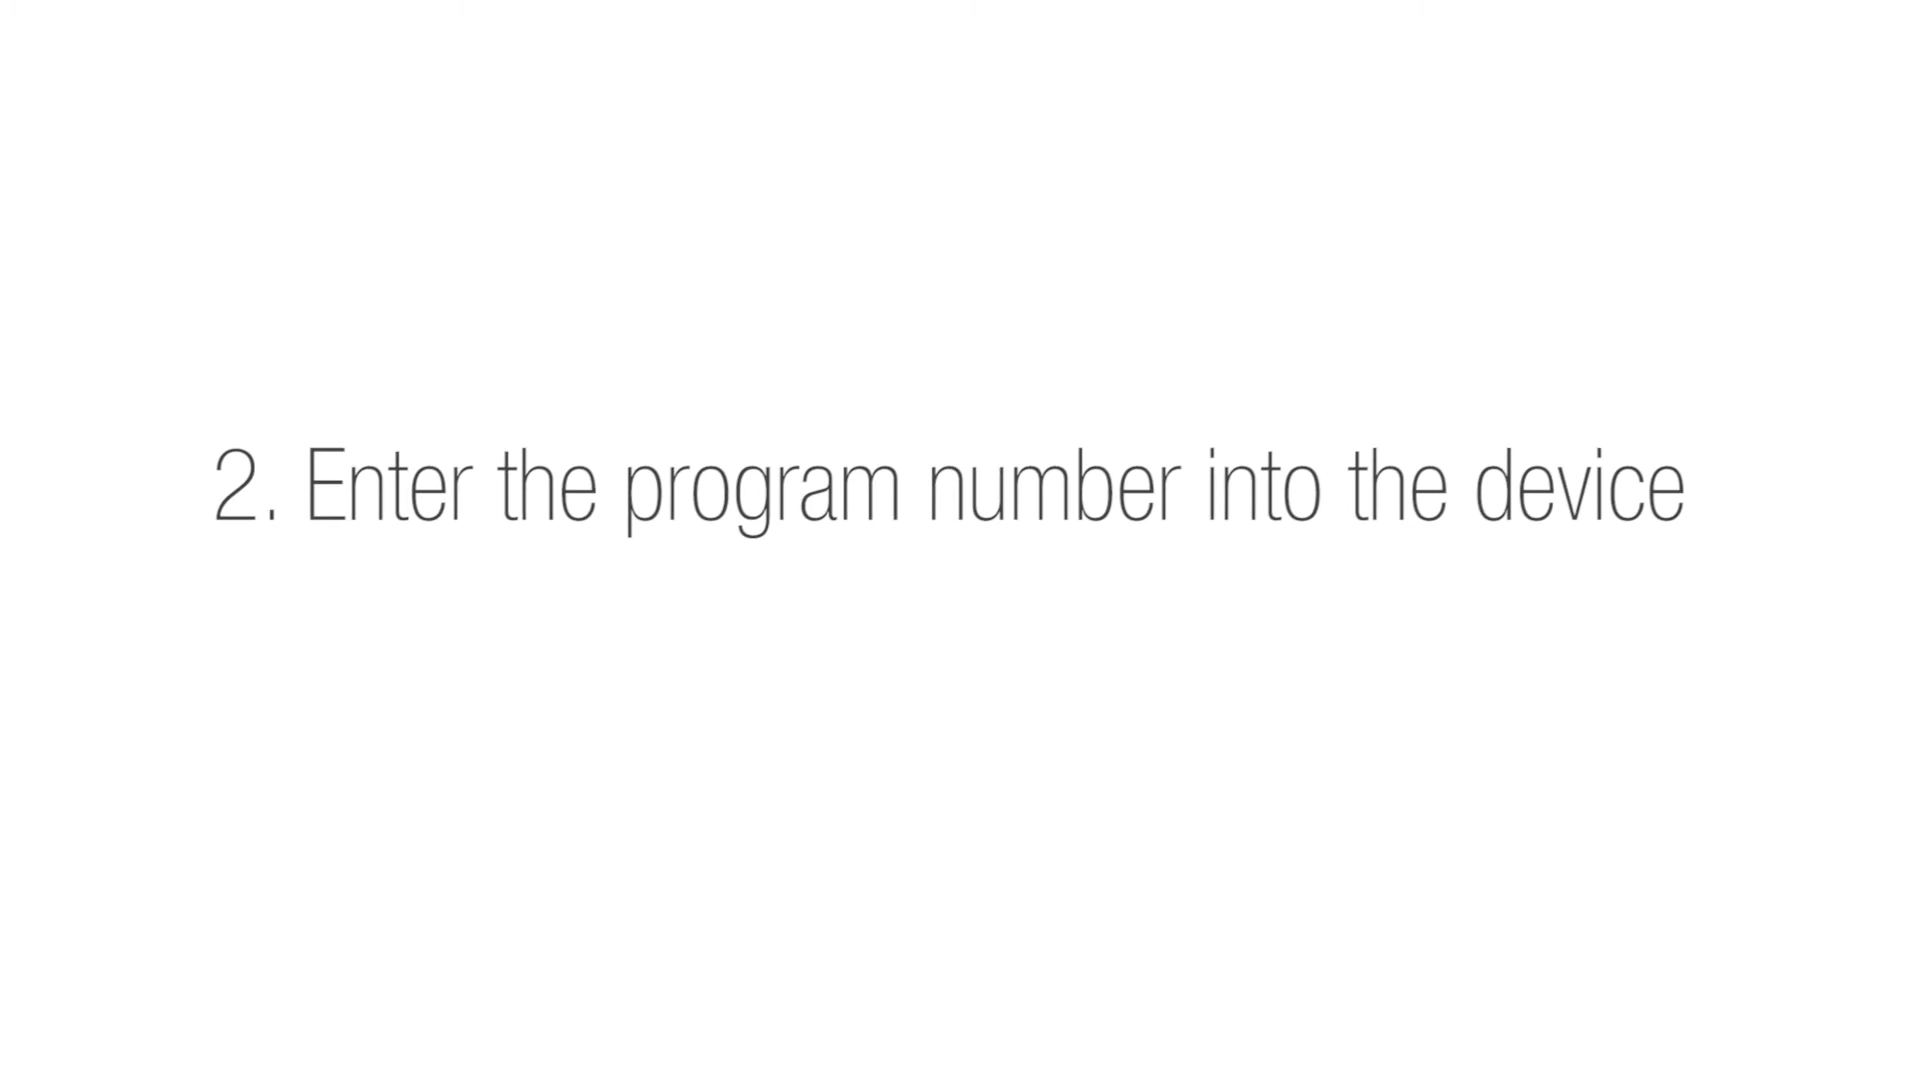 2. Enter the program number into the device